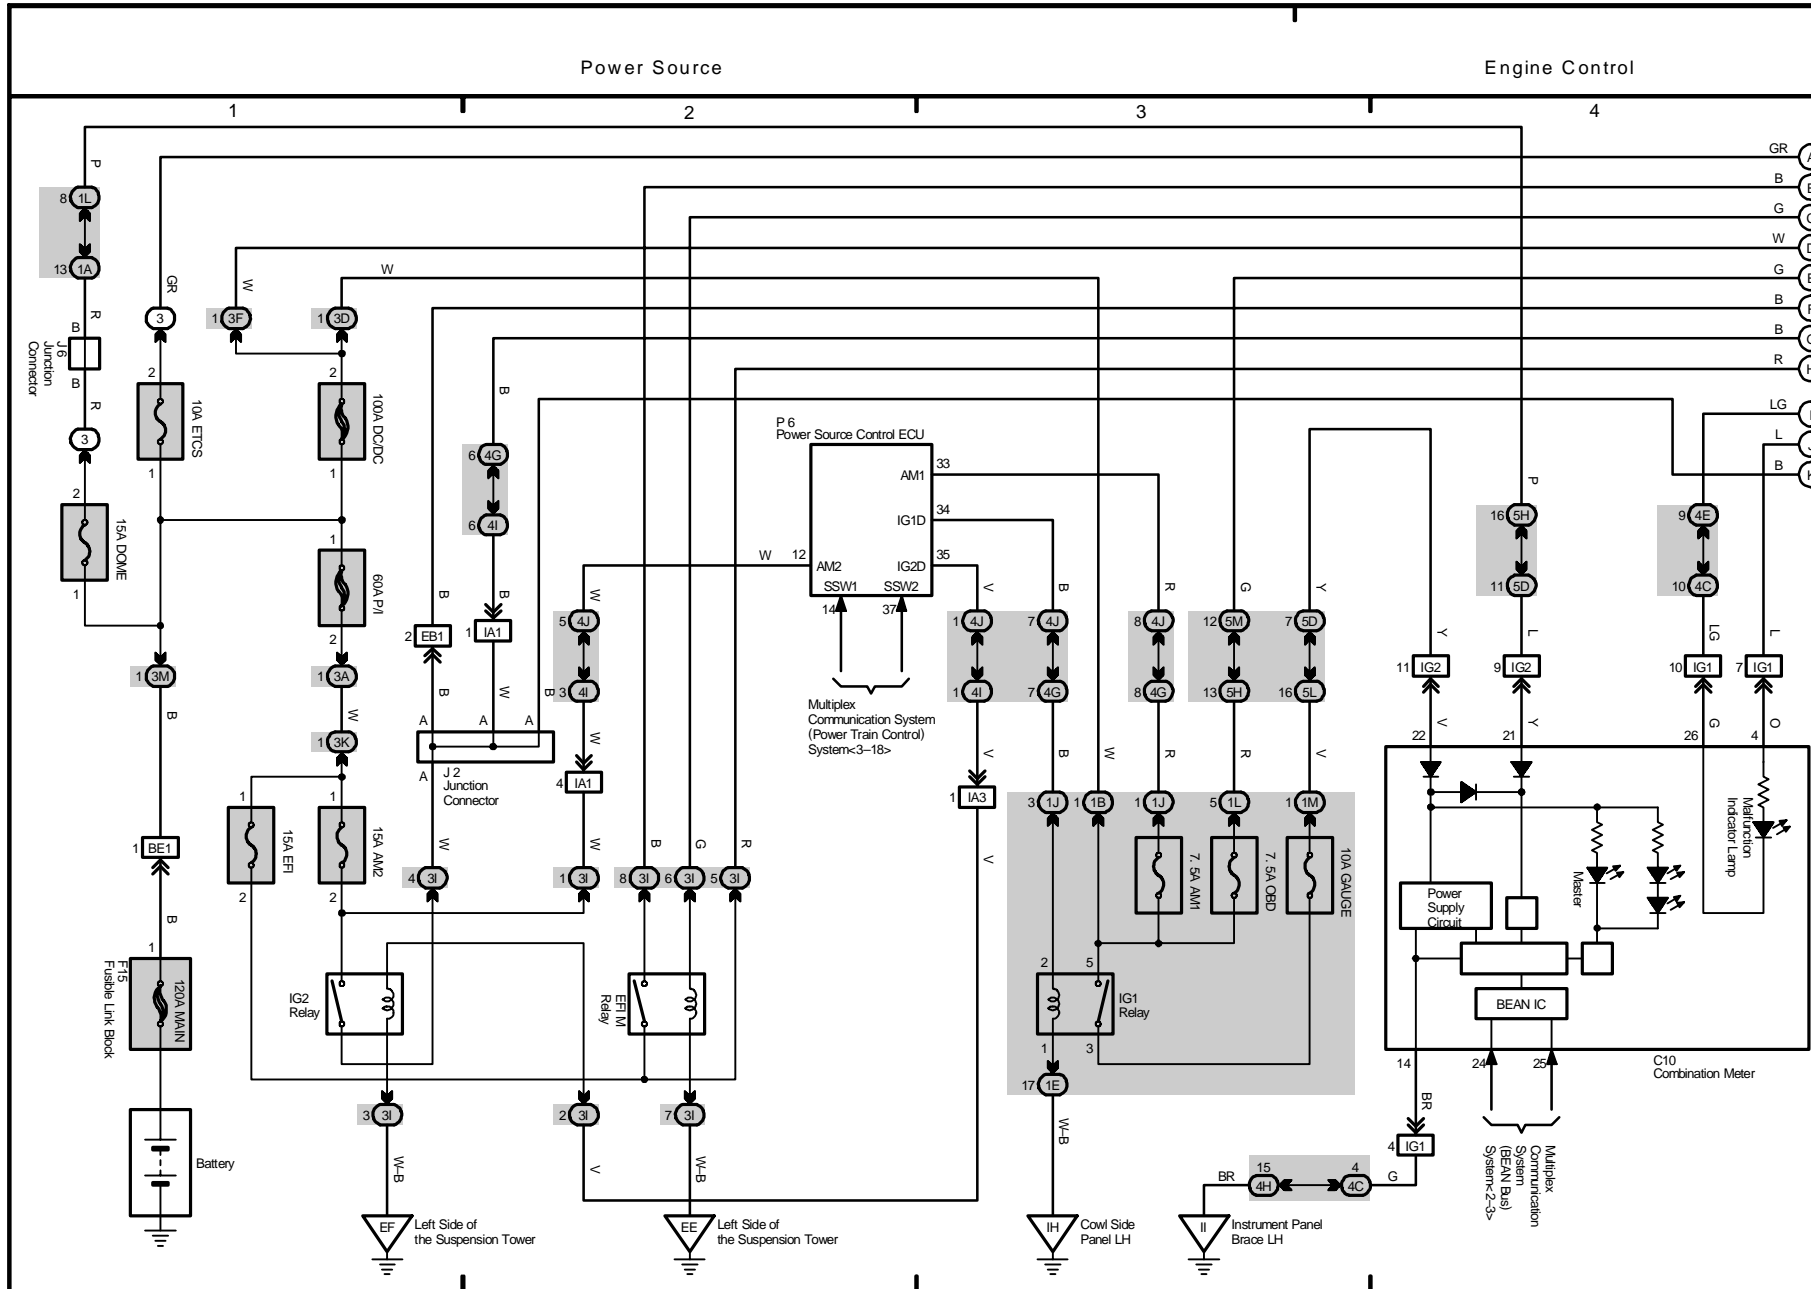 Power Source
Engine Control
1
2
3
4
P
GR
B
G
W
G
B
B
R
LG
L
B
8 1L
13 1A
R
B
J 6
Junction
Connector
B
R
3
2
15A DOME
1
GR
3
2
10A ETCS
1
W
1 3F
1 3D
W
2
100A DC/DC
1
1
60A P/I
2
1 3M
1 3A
W
1 3K
B
1 BE1
B
1
F15
Fusible Link Block
120A MAIN
Battery
1
15A EFI
2
1
15A AM2
2
B
2 EB1
B
A
A
A
A
J 2
Junction
Connector
W
4 3I
B
6 4G
6 4I
B
1 IA1
W
B
W
5 4J
3 4I
W
4 IA1
W
1 3I
B
8 3I
G
6 3I
R
5 3I
IG2
Relay
EFI M
Relay
3 3I
2 3I
7 3I
W–B
V
W–B
EF
Left Side of
the Suspension Tower
EE
Left Side of
the Suspension Tower
P 6
Power Source Control ECU
AM1
33
IG1D
34
IG2D
35
W
12
AM2
SSW1
SSW2
14
37
Multiplex
Communication System
(Power Train Control)
System<3–18>
V
B
R
G
Y
1 4J
7 4J
8 4J
12 5M
7 5D
1 4I
7 4G
8 4G
13 5H
16 5L
V
B
W
R
R
V
1 IA3
V
3 1J
1 1B
1 1J
5 1L
1 1M
7. 5A AM1
7. 5A OBD
10A GAUGE
2
5
IG1
Relay
1
3
17 1E
W–B
IH
Cowl Side
Panel LH
BR
15
4H
4
4C
G
II
Instrument Panel
Brace LH
P
16 5H
11 5D
Y
L
11 IG2
9 IG2
V
Y
22
21
9 4E
10 4C
LG
L
10 IG1
7 IG1
G
O
26
4
Malfunction
Indicator Lamp
Master
Power
Supply
Circuit
BEAN IC
14
24
25
C10
Combination Meter
BR
4 IG1
Multiplex
Communication
System
(BEAN Bus)
System<2–3>